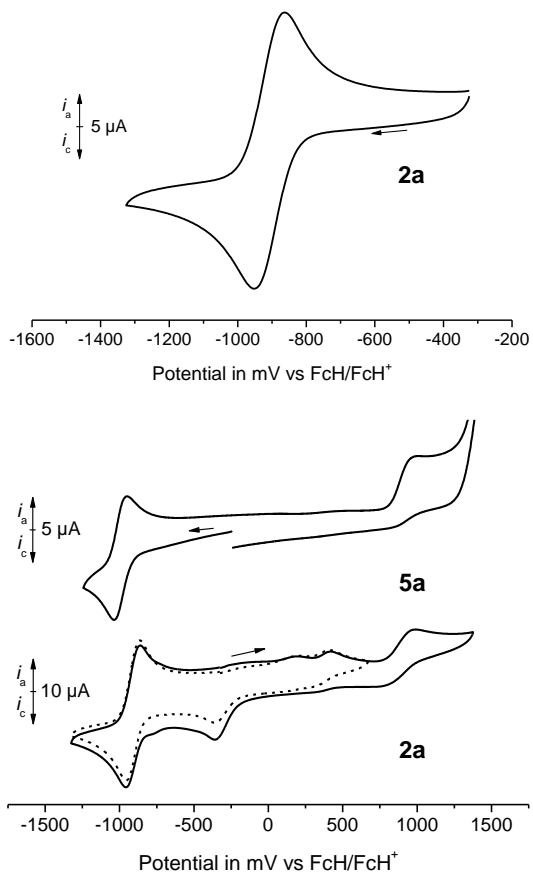 i a
5 µA
i c
2a
-1600 -1400 -1200 -1000 -800 -600 -400 -200
Potential in mV vs FcH/FcH+
i a
5 µA
i c
5a
i a
10 µA
i c
2a
-1500 -1000 -500 0 500 1000 1500
Potential in mV vs FcH/FcH+